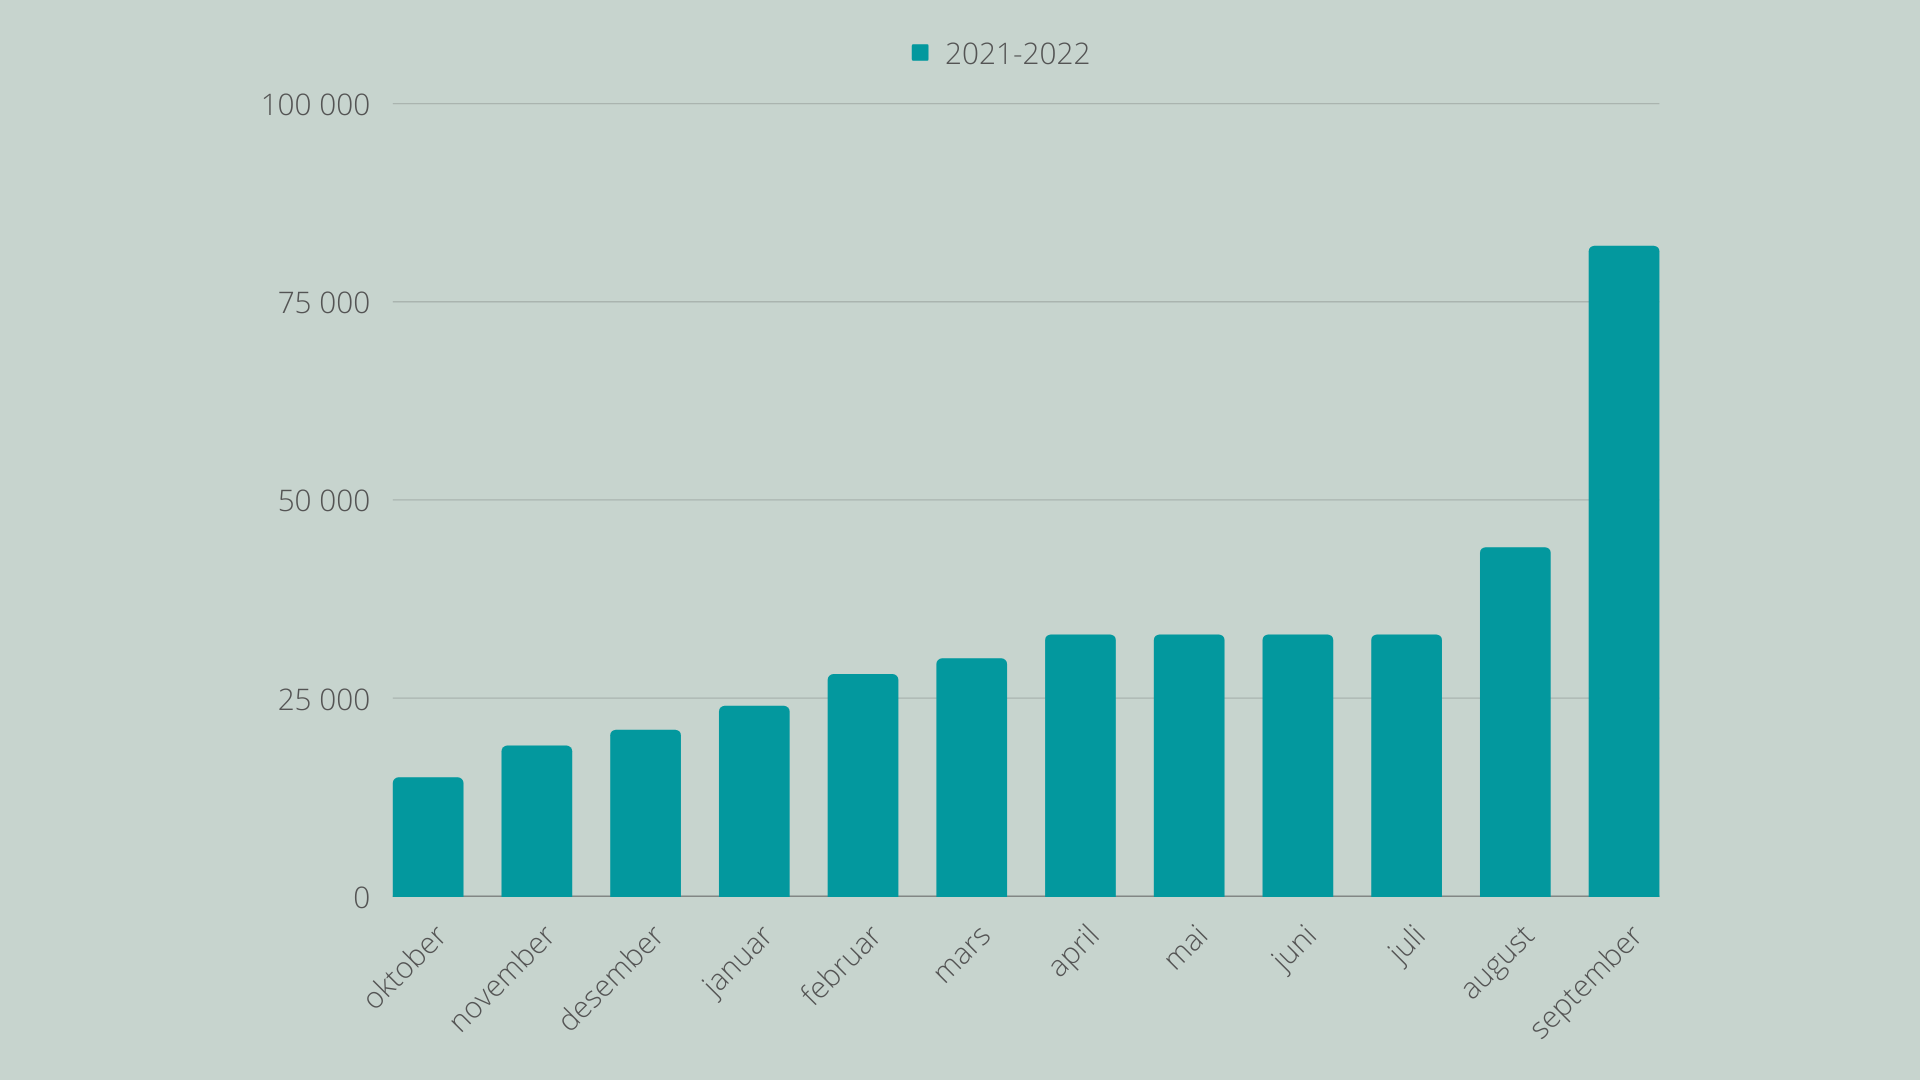 2021-2022
100 000
75 000
50 000
25 000
0
oktober
november
desember
januar
februar
mars
april
mai
juni
juli
august
september